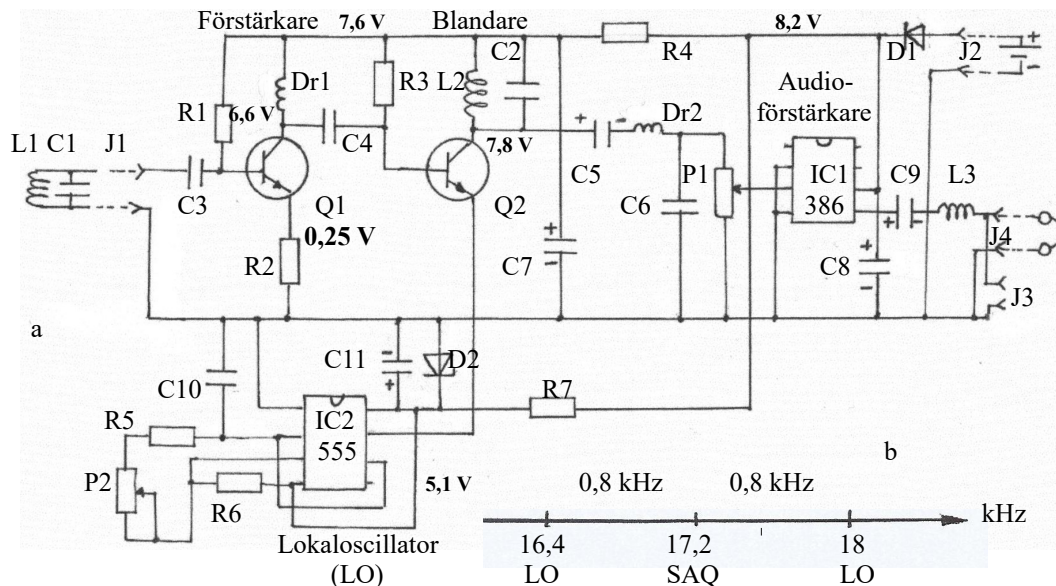 Förstärkare 7,6 V Blandare 8,2 V
C2 R4 D1 J2 + -
Dr1 R3 L2 Audio-
R1 6,6 V förstärkare
C4 7,8 V + - Dr2
L1 C1 J1 C5 P1 IC1 C9 L3
C3 Q1 Q2 C6 386 + -
0,25 V J4
R2 + - C7 C8 + -
J3
a
C11 - + D2
C10 R7
IC2
R5 555 b
P2 5,1 V 0,8 kHz 0,8 kHz
R6 kHz
Lokaloscillator 16,4 17,2 18
(LO) LO SAQ LO